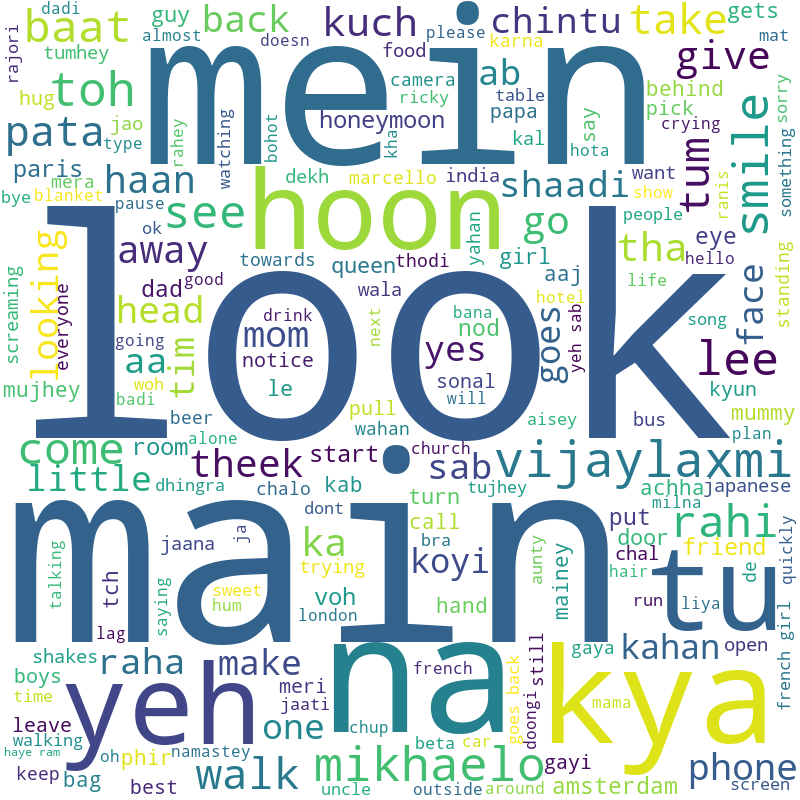 dadi guy back kuch chintu take gets
rajori baat almost doesn please karna mat
tumhey toh hug mein food camera ab give
pata jao type rahey watching bohot honeymoon ricky table papa behind pick say sorry
paris haan kha kal hota crying smile something
bye mera blanket pause see dekh marcello india shaadi want tum show ranis
ok hoon yahan girl go people eye hello
looking away towards queen thodi aaj tha life face standing
screaming everyone dad good wala hotel
head look drink bana song
going mom yes nod yeh sab goes lee
aa tim notice next sonal
mujhey badi woh le will kyun
beer pull aisey bus mummy
come room alone wahan church plan
little theek start sab vijaylaxmi
dhingra chalo kab tujhey achha japanese milna
main dont turn put rahi
jaana ja ka call bra door quickly
talking tch trying koyi aunty mainey chal friend
saying sweet hum voh hand hair de tu
lag london run liya
shakes raha make na french still gaya kahan open french girl
boys meri
time yeh jaati goes back doongi kya
leave one mama
walking chup
haye ram oh phir namastey beta car mikhaelo gayi phone
keep bag best walk uncle outside around amsterdam screen